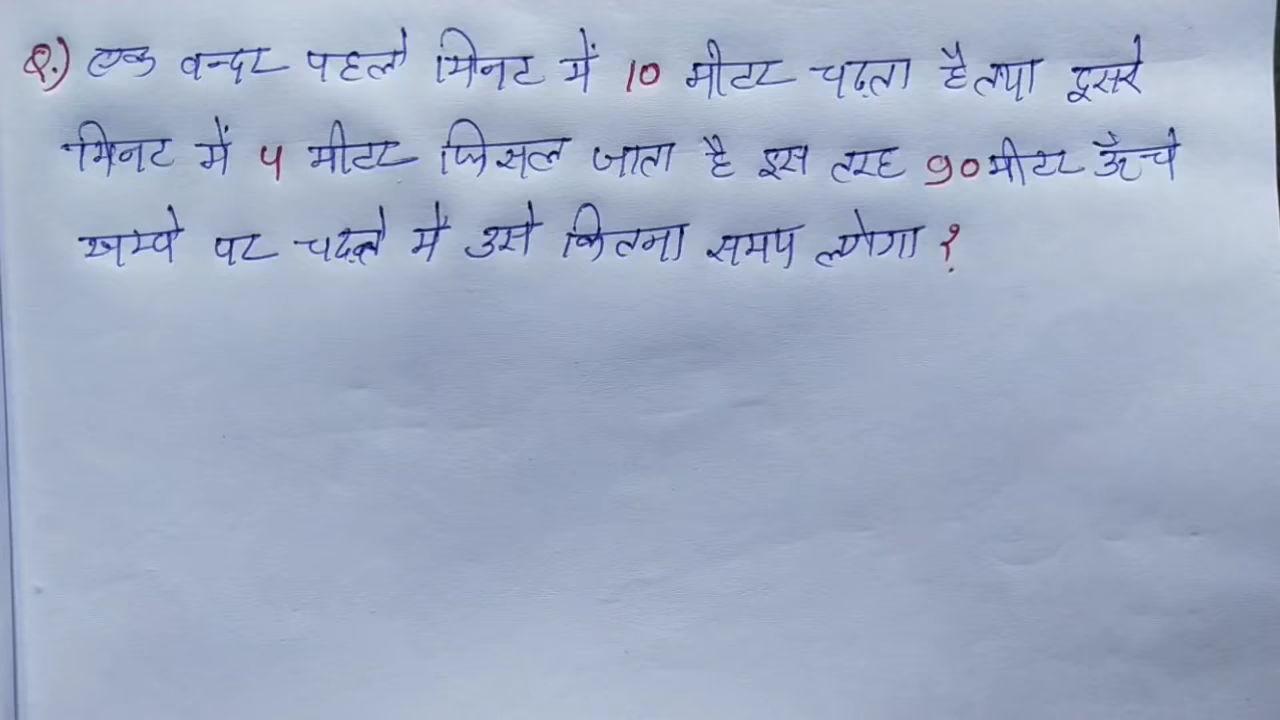 Q.) एक बन्दर पहले मिनट में 10 मीटर चढ़ता है तथा दूसरे
मिनट में 4 मीटर फिसल जाता है इस तरह 90 मीटर ऊँचे
खम्बे पर चढ़ने में उसे कितना समय लगेगा ?